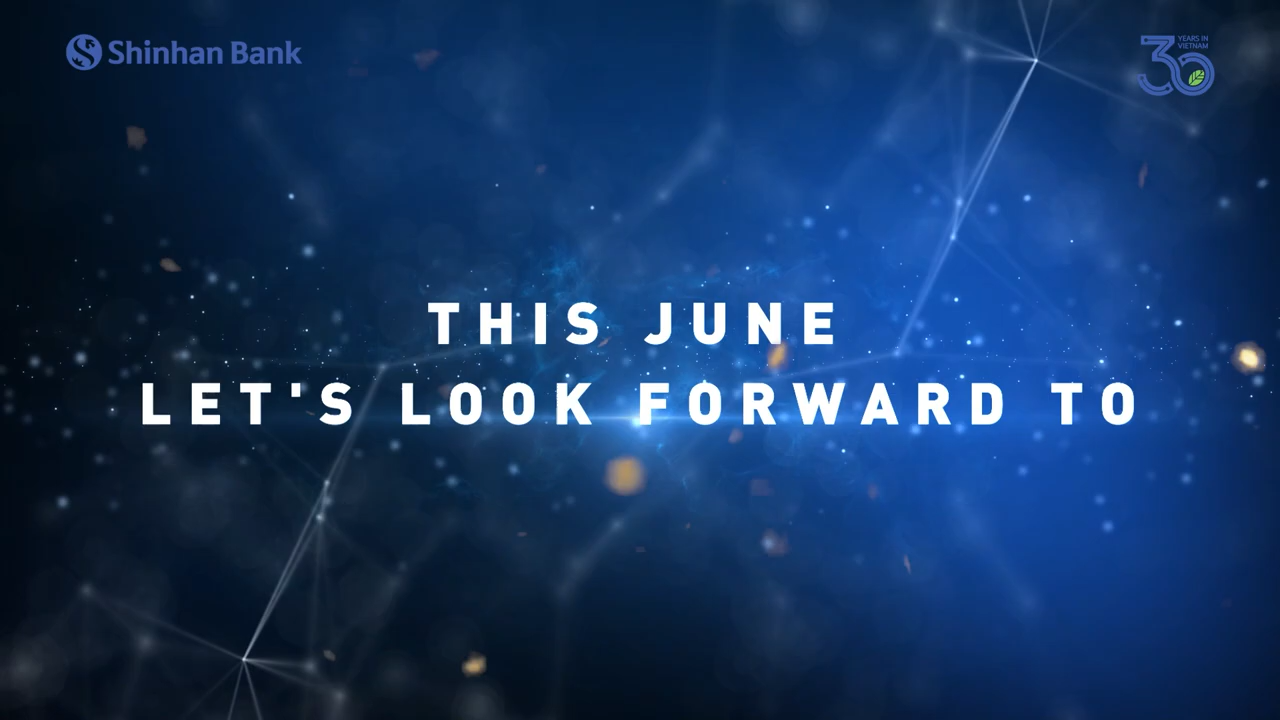 Shinhan Bank
30
YEARS IN
VIETNAM
THIS JUNE
LET'S LOOK FORWARD TO